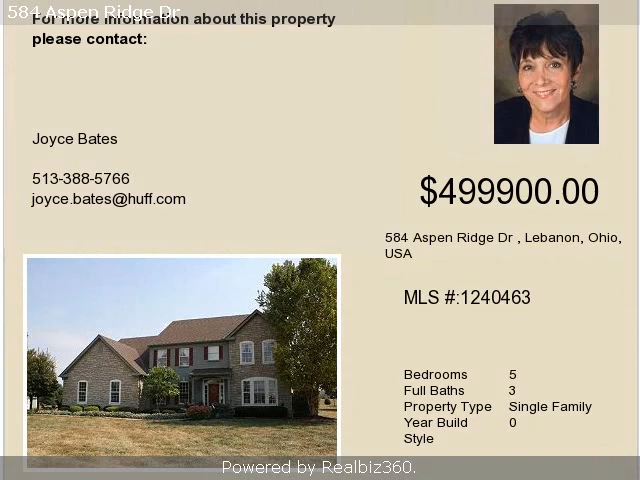 584 Aspen Ridge Dr
For more information about this property
please contact:
Joyce Bates
513-388-5766
joyce.bates@huff.com
$499900.00
584 Aspen Ridge Dr , Lebanon, Ohio,
USA
MLS #:1240463
Bedrooms 5
Full Baths 3
Property Type Single Family
Year Build 0
Style
Powered by Realbiz360.